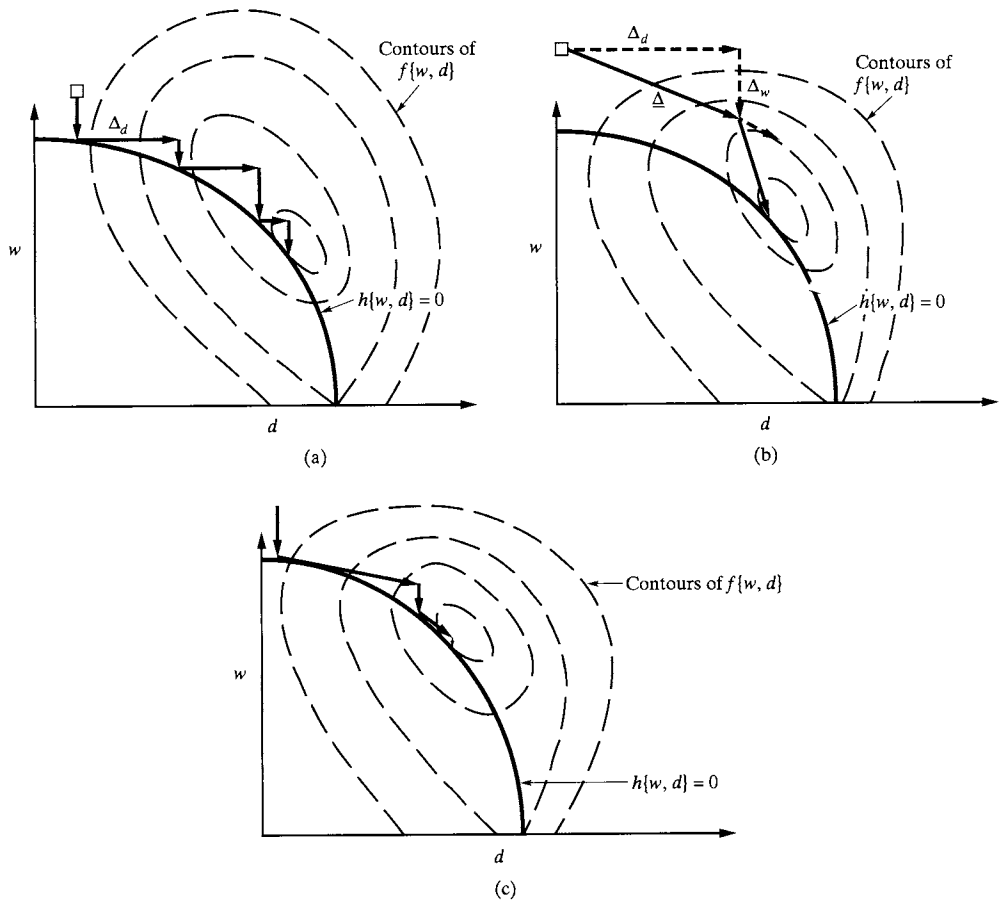 Contours of
f{w, d}
Δd
w
h{w, d} = 0
d
(a)
Δd
Contours of
f{w, d}
Δw
Δ
w
h{w, d} = 0
d
(b)
Contours of f{w, d}
w
h{w, d} = 0
d
(c)